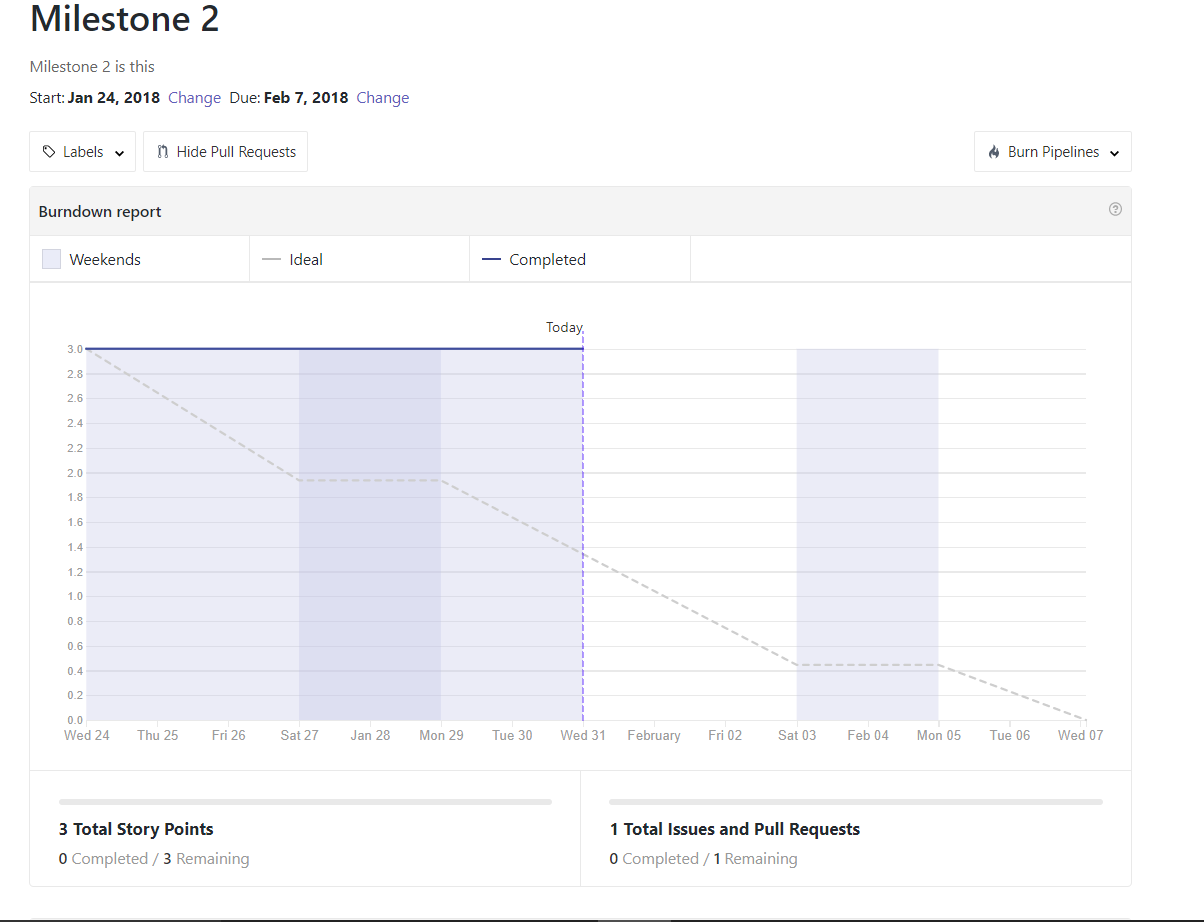 Milestone 2
Milestone 2 is this
Start: Jan 24, 2018 Change Due: Feb 7, 2018 Change
Labels Hide Pull Requests Burn Pipelines
Burndown report
Weekends Ideal Completed
Today
3.0
2.8
2.6
2.4
2.2
2.0
1.8
1.6
1.4
1.2
1.0
0.8
0.6
0.4
0.2
0.0
Wed 24 Thu 25 Fri 26 Sat 27 Jan 28 Mon 29 Tue 30 Wed 31 February Fri 02 Sat 03 Feb 04 Mon 05 Tue 06 Wed 07
3 Total Story Points
0 Completed / 3 Remaining
1 Total Issues and Pull Requests
0 Completed / 1 Remaining